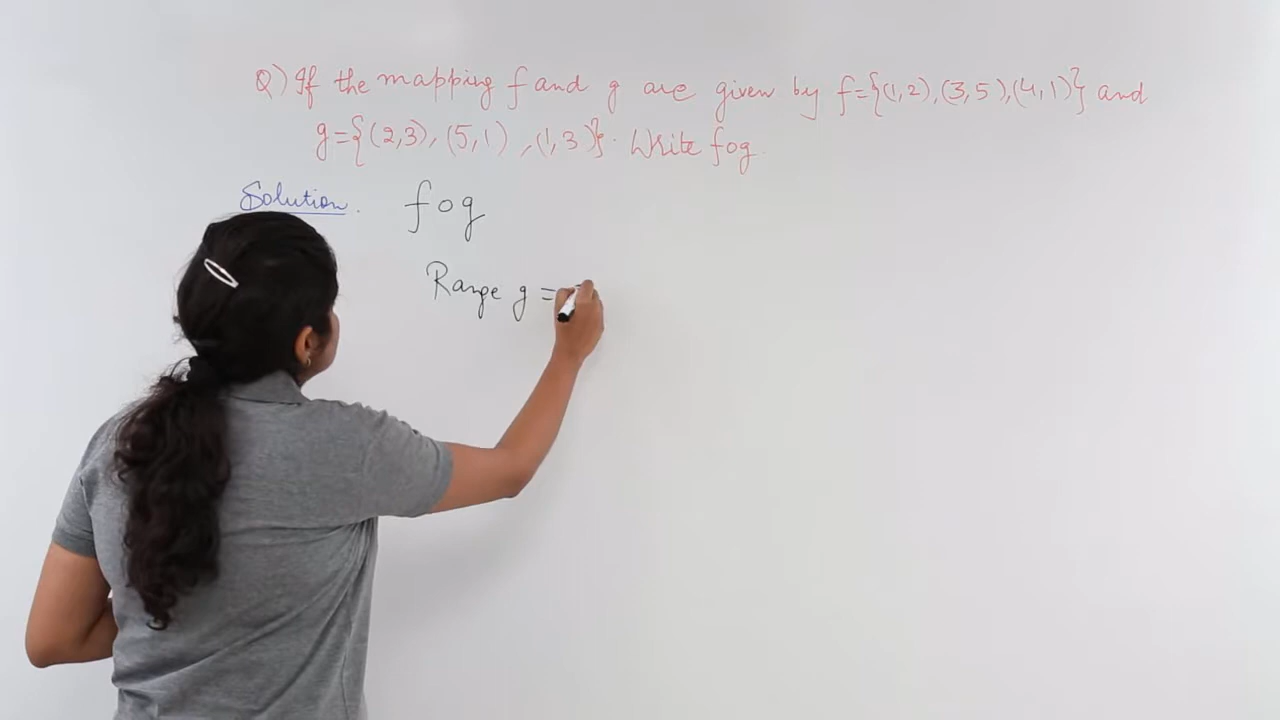 Q) If the mapping f and g are given by f={(1,2),(3,5),(4,1)} and
g={(2,3),(5,1),(1,3)}. Write fog.
Solution. fog
Range g =